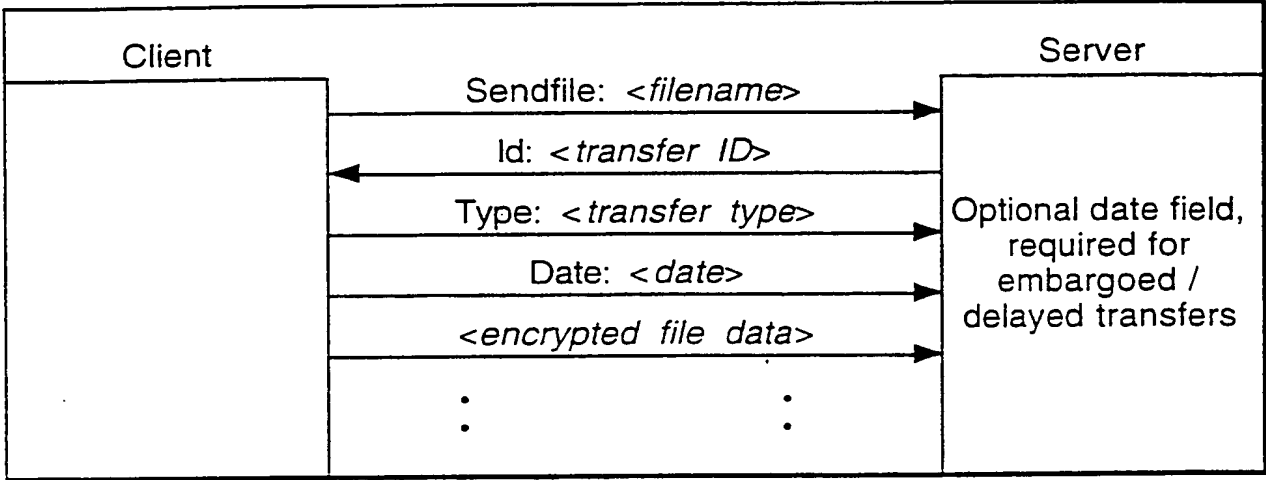 Client
Server
Sendfile: <filename>
Id: <transfer ID>
Type: <transfer type>
Date: <date>
<encrypted file data>
Optional date field,
required for
embargoed /
delayed transfers